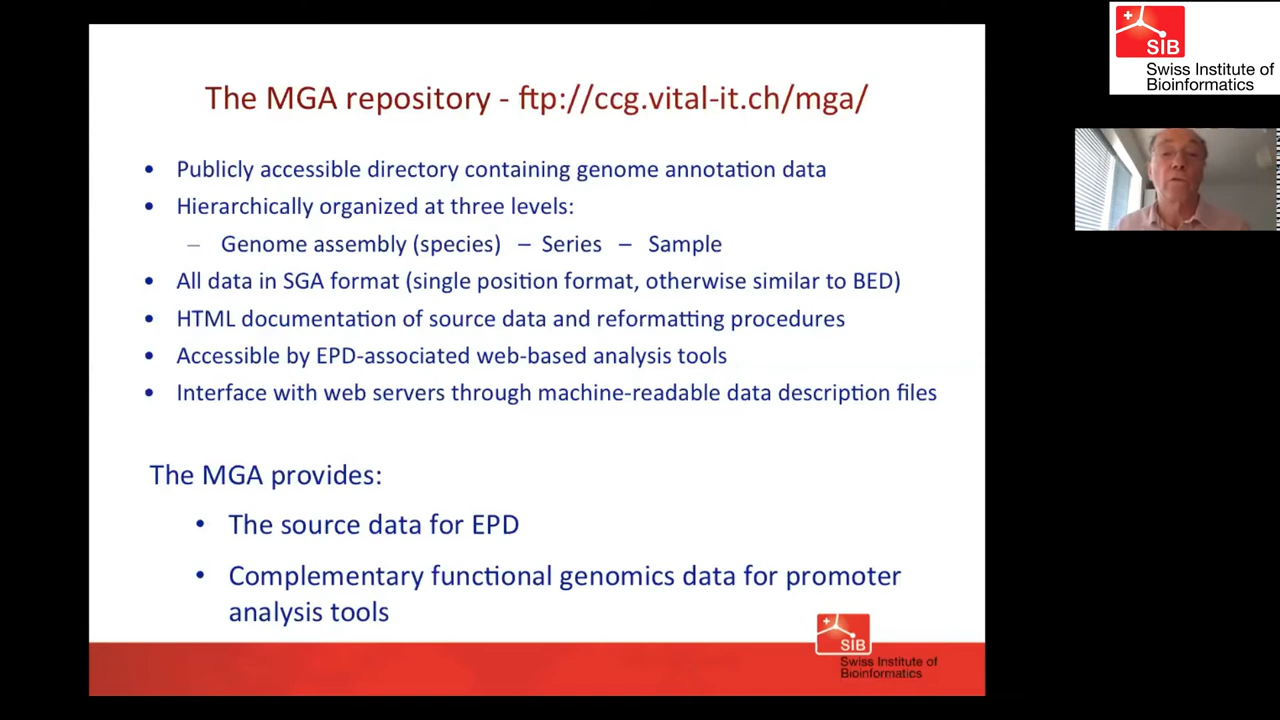 The MGA repository - ftp://ccg.vital-it.ch/mga/
• Publicly accessible directory containing genome annotation data
• Hierarchically organized at three levels:
– Genome assembly (species) – Series – Sample
• All data in SGA format (single position format, otherwise similar to BED)
• HTML documentation of source data and reformatting procedures
• Accessible by EPD-associated web-based analysis tools
• Interface with web servers through machine-readable data description files
The MGA provides:
• The source data for EPD
• Complementary functional genomics data for promoter
analysis tools
SIB
Swiss Institute of
Bioinformatics
SIB
Swiss Institute of
Bioinformatics